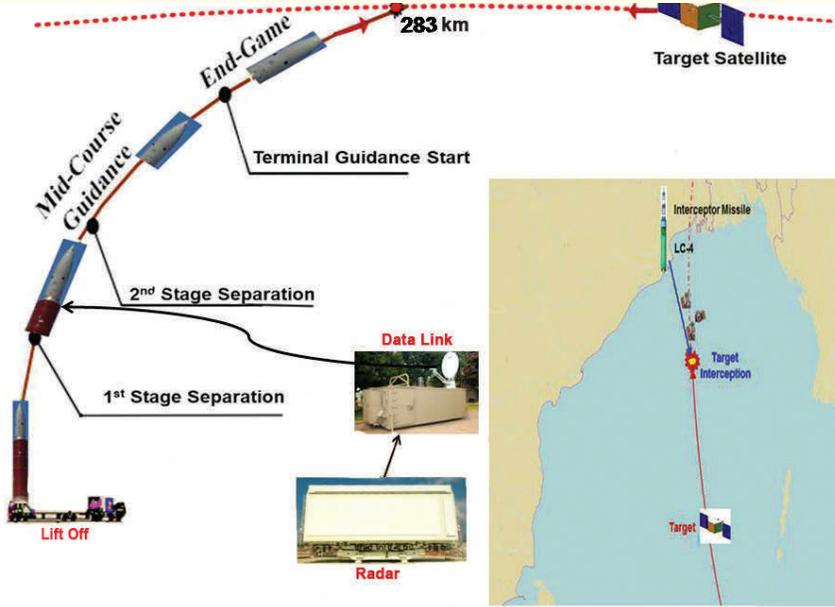 283 km
Target Satellite
End-Game
Terminal Guidance Start
Mid-Course
Guidance
2nd Stage Separation
Data Link
1st Stage Separation
Lift Off
Radar
Interceptor Missile
LC-4
Target
Interception
Target